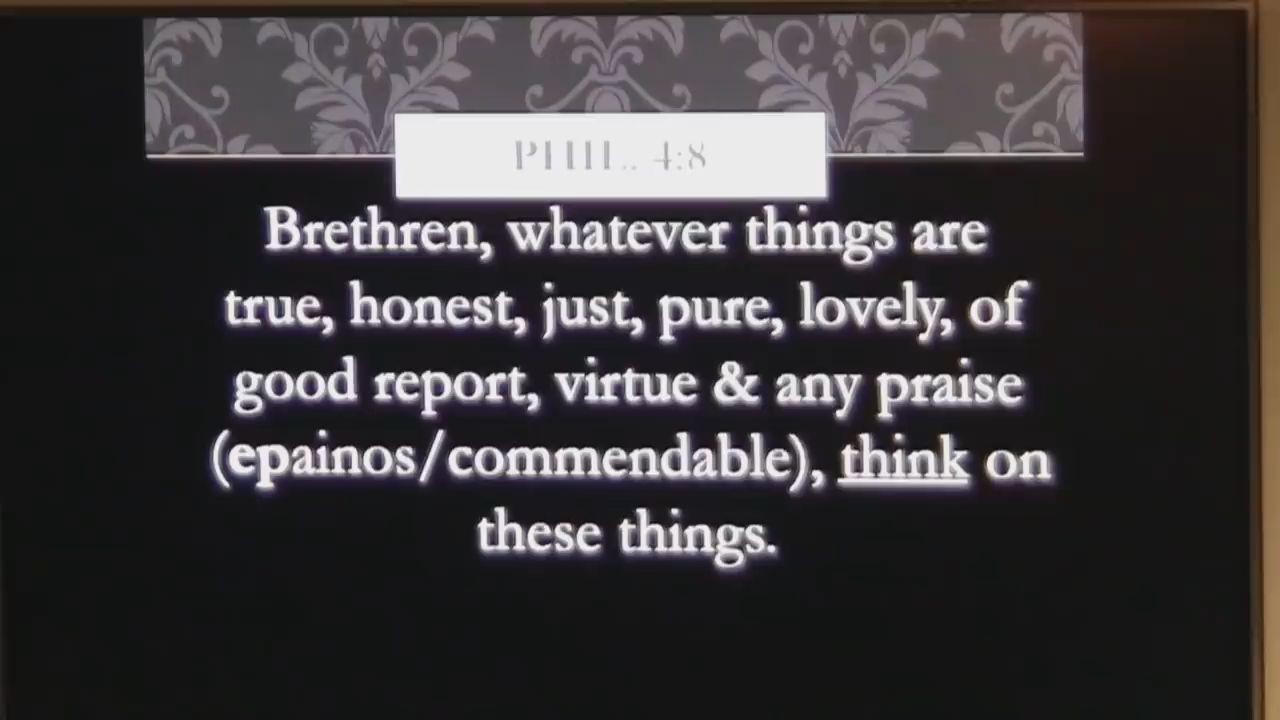 PHIL.. 4:8
Brethren, whatever things are
true, honest, just, pure, lovely, of
good report, virtue & any praise
(epainos/commendable), think on
these things.